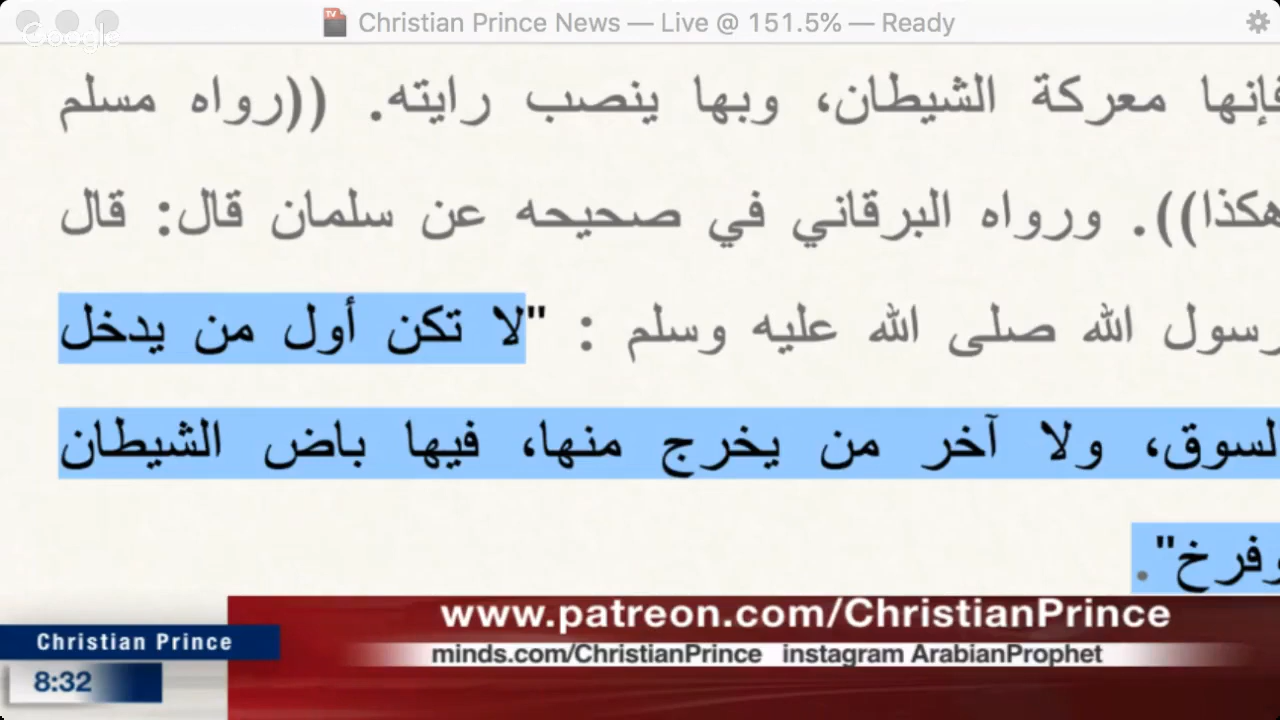 Christian Prince News — Live @ 151.5% — Ready
Google
فإنها معركة الشيطان، وبها ينصب رايته. ((رواه مسلم
هكذا)). ورواه البرقاني في صحيحه عن سلمان قال: قال
رسول الله صلى الله عليه وسلم : "لا تكن أول من يدخل
السوق، ولا آخر من يخرج منها، فيها باض الشيطان
وفرخ".
www.patreon.com/ChristianPrince
Christian Prince
minds.com/ChristianPrince instagram ArabianProphet
8:32